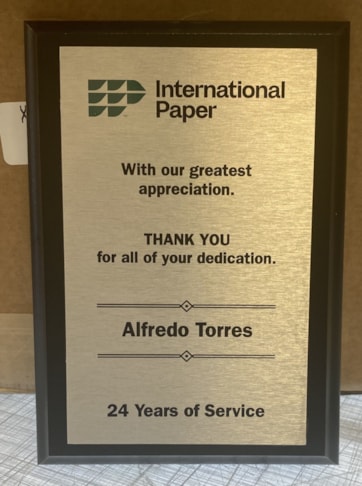 International
Paper
With our greatest
appreciation.
THANK YOU
for all of your dedication.
Alfredo Torres
24 Years of Service